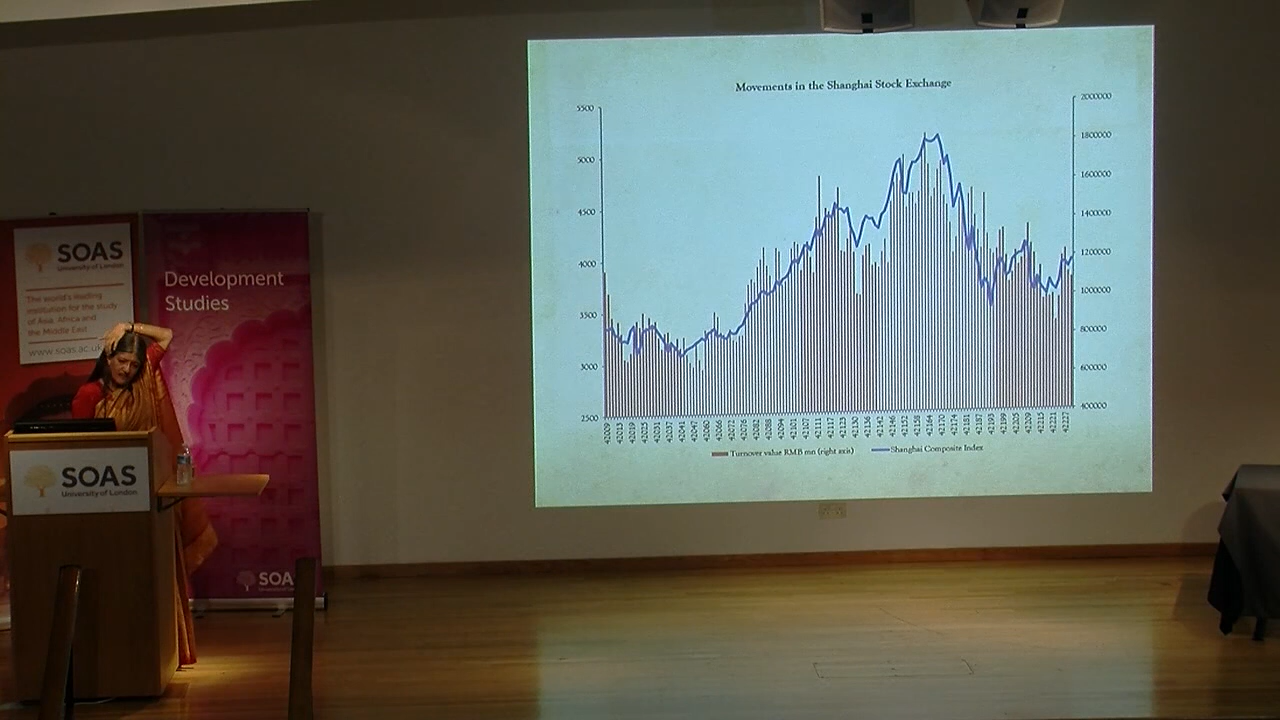 SOAS
University of London
The world's leading
institution for the study
of Asia, Africa and
the Middle East
www.soas.ac.uk
Development
Studies
SOAS
University of London
SOAS
Movements in the Shanghai Stock Exchange
5500
5000
4500
4000
3500
3000
2500
2000000
1800000
1600000
1400000
1200000
1000000
800000
600000
400000
Turnover value RMB mn (right axis)
Shanghai Composite Index